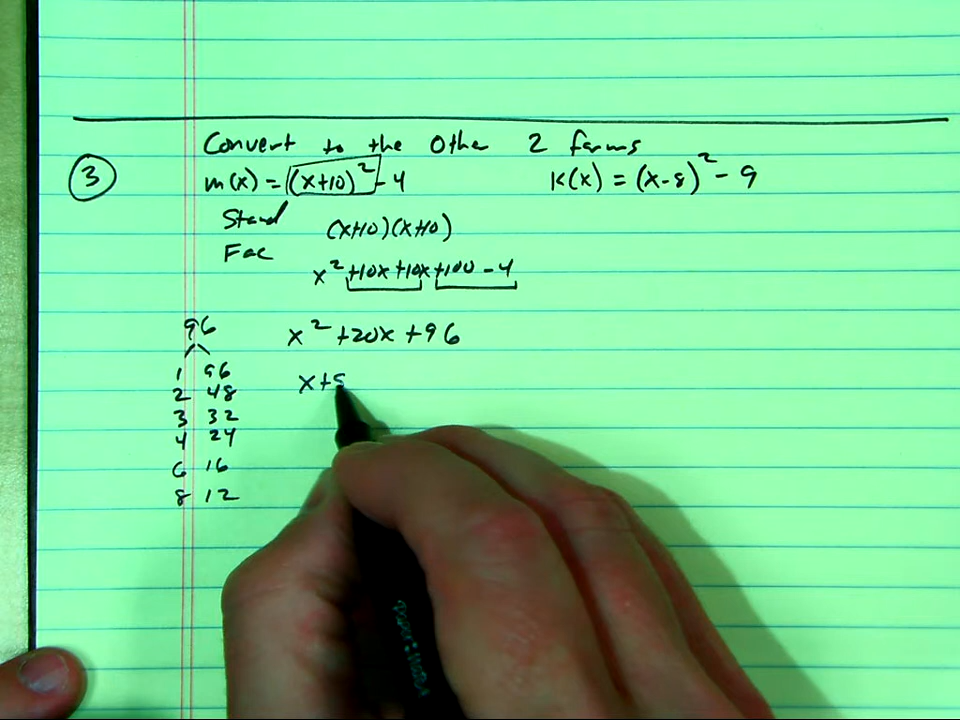 Convert to the Other 2 forms
3 m(x) = (x+10)² - 4 K(x) = (x-8)² - 9
Stand (x+10)(x+10)
Fac
x² +10x +10x +100 - 4
96 x² +20x +96
1 96
2 48
3 32
4 24
6 16
8 12
x+